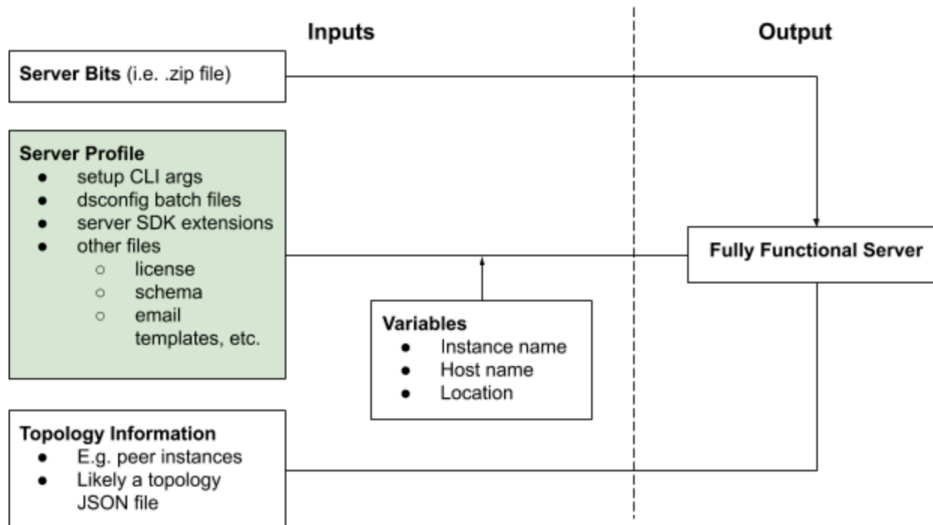 Inputs
Output
Server Bits (i.e. .zip file)
Server Profile
● setup CLI args
● dsconfig batch files
● server SDK extensions
● other files
○ license
○ schema
○ email
templates, etc.
Fully Functional Server
Variables
● Instance name
● Host name
● Location
Topology Information
● E.g. peer instances
● Likely a topology
JSON file